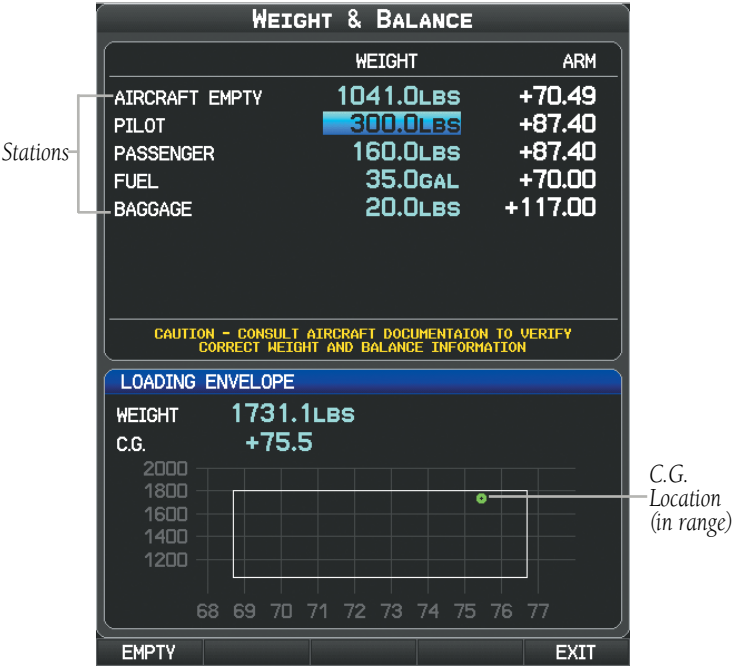 WEIGHT & BALANCE
WEIGHT ARM
AIRCRAFT EMPTY 1041.0LBS +70.49
PILOT 300.0LBS +87.40
Stations
PASSENGER 160.0LBS +87.40
FUEL 35.0GAL +70.00
BAGGAGE 20.0LBS +117.00
CAUTION - CONSULT AIRCRAFT DOCUMENTAION TO VERIFY
CORRECT WEIGHT AND BALANCE INFORMATION
LOADING ENVELOPE
WEIGHT 1731.1LBS
C.G. +75.5
2000
1800
1600
1400
1200
68 69 70 71 72 73 74 75 76 77
C.G.
Location
(in range)
EMPTY EXIT